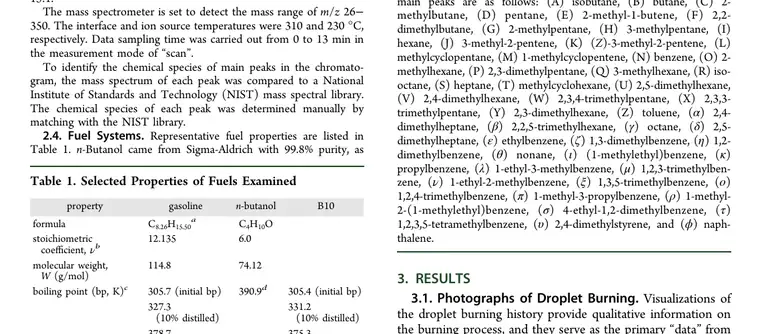 The mass spectrometer is set to detect the mass range of m/z 26−
350. The interface and ion source temperatures were 310 and 230 °C,
respectively. Data sampling time was carried out from 0 to 13 min in
the measurement mode of “scan”.
To identify the chemical species of main peaks in the chromato-
gram, the mass spectrum of each peak was compared to a National
Institute of Standards and Technology (NIST) mass spectral library.
The chemical species of each peak was determined manually by
matching with the NIST library.
2.4. Fuel Systems. Representative fuel properties are listed in
Table 1. n-Butanol came from Sigma-Aldrich with 99.8% purity, as
Table 1. Selected Properties of Fuels Examined
property gasoline n-butanol B10
formula C8.26H15.50a C4H10O
stoichiometric 12.135 6.0
coefficient, νb
molecular weight, 114.8 74.12
W (g/mol)
boiling point (bp, K)c 305.7 (initial bp) 390.9d 305.4 (initial bp)
327.3 331.2
(10% distilled) (10% distilled)
378.7 375.3
main peaks are as follows: (A) isobutane, (B) butane, (C) 2-
methylbutane, (D) pentane, (E) 2-methyl-1-butene, (F) 2,2-
dimethylbutane, (G) 2-methylpentane, (H) 3-methylpentane, (I)
hexane, (J) 3-methyl-2-pentene, (K) (Z)-3-methyl-2-pentene, (L)
methylcyclopentane, (M) 1-methylcyclopentene, (N) benzene, (O) 2-
methylhexane, (P) 2,3-dimethylpentane, (Q) 3-methylhexane, (R) iso-
octane, (S) heptane, (T) methylcyclohexane, (U) 2,5-dimethylhexane,
(V) 2,4-dimethylhexane, (W) 2,3,4-trimethylpentane, (X) 2,3,3-
trimethylpentane, (Y) 2,3-dimethylhexane, (Z) toluene, (α) 2,4-
dimethylheptane, (β) 2,2,5-trimethylhexane, (γ) octane, (δ) 2,5-
dimethylheptane, (ε) ethylbenzene, (ζ) 1,3-dimethylbenzene, (η) 1,2-
dimethylbenzene, (θ) nonane, (ι) (1-methylethyl)benzene, (κ)
propylbenzene, (λ) 1-ethyl-3-methylbenzene, (μ) 1,2,3-trimethylben-
zene, (ν) 1-ethyl-2-methylbenzene, (ξ) 1,3,5-trimethylbenzene, (ο)
1,2,4-trimethylbenzene, (π) 1-methyl-3-propylbenzene, (ρ) 1-methyl-
2-(1-methylethyl)benzene, (σ) 4-ethyl-1,2-dimethylbenzene, (τ)
1,2,3,5-tetramethylbenzene, (υ) 2,4-dimethylstyrene, and (ϕ) naph-
thalene.
3. RESULTS
3.1. Photographs of Droplet Burning. Visualizations of
the droplet burning history provide qualitative information on
the burning process, and they serve as the primary “data” from